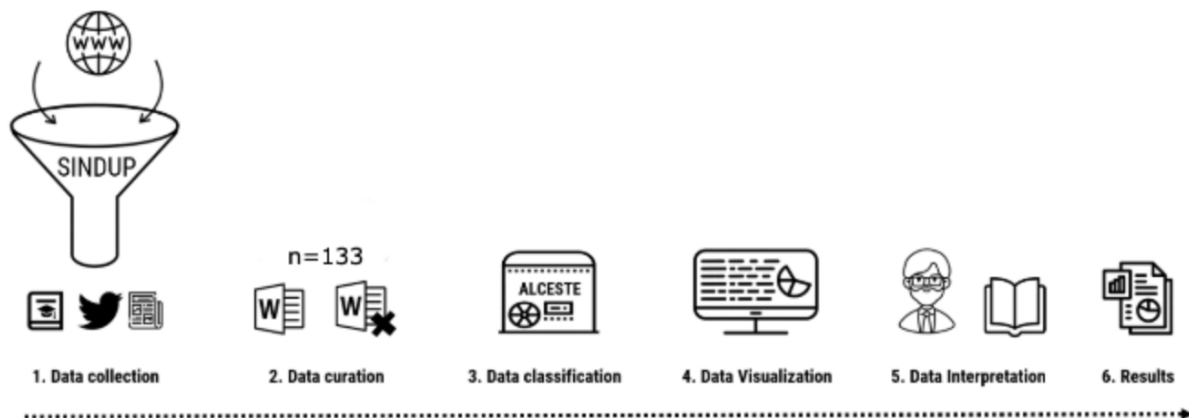 WWW
SINDUP
n=133
W
W
ALCESTE
1. Data collection
2. Data curation
3. Data classification
4. Data Visualization
5. Data Interpretation
6. Results